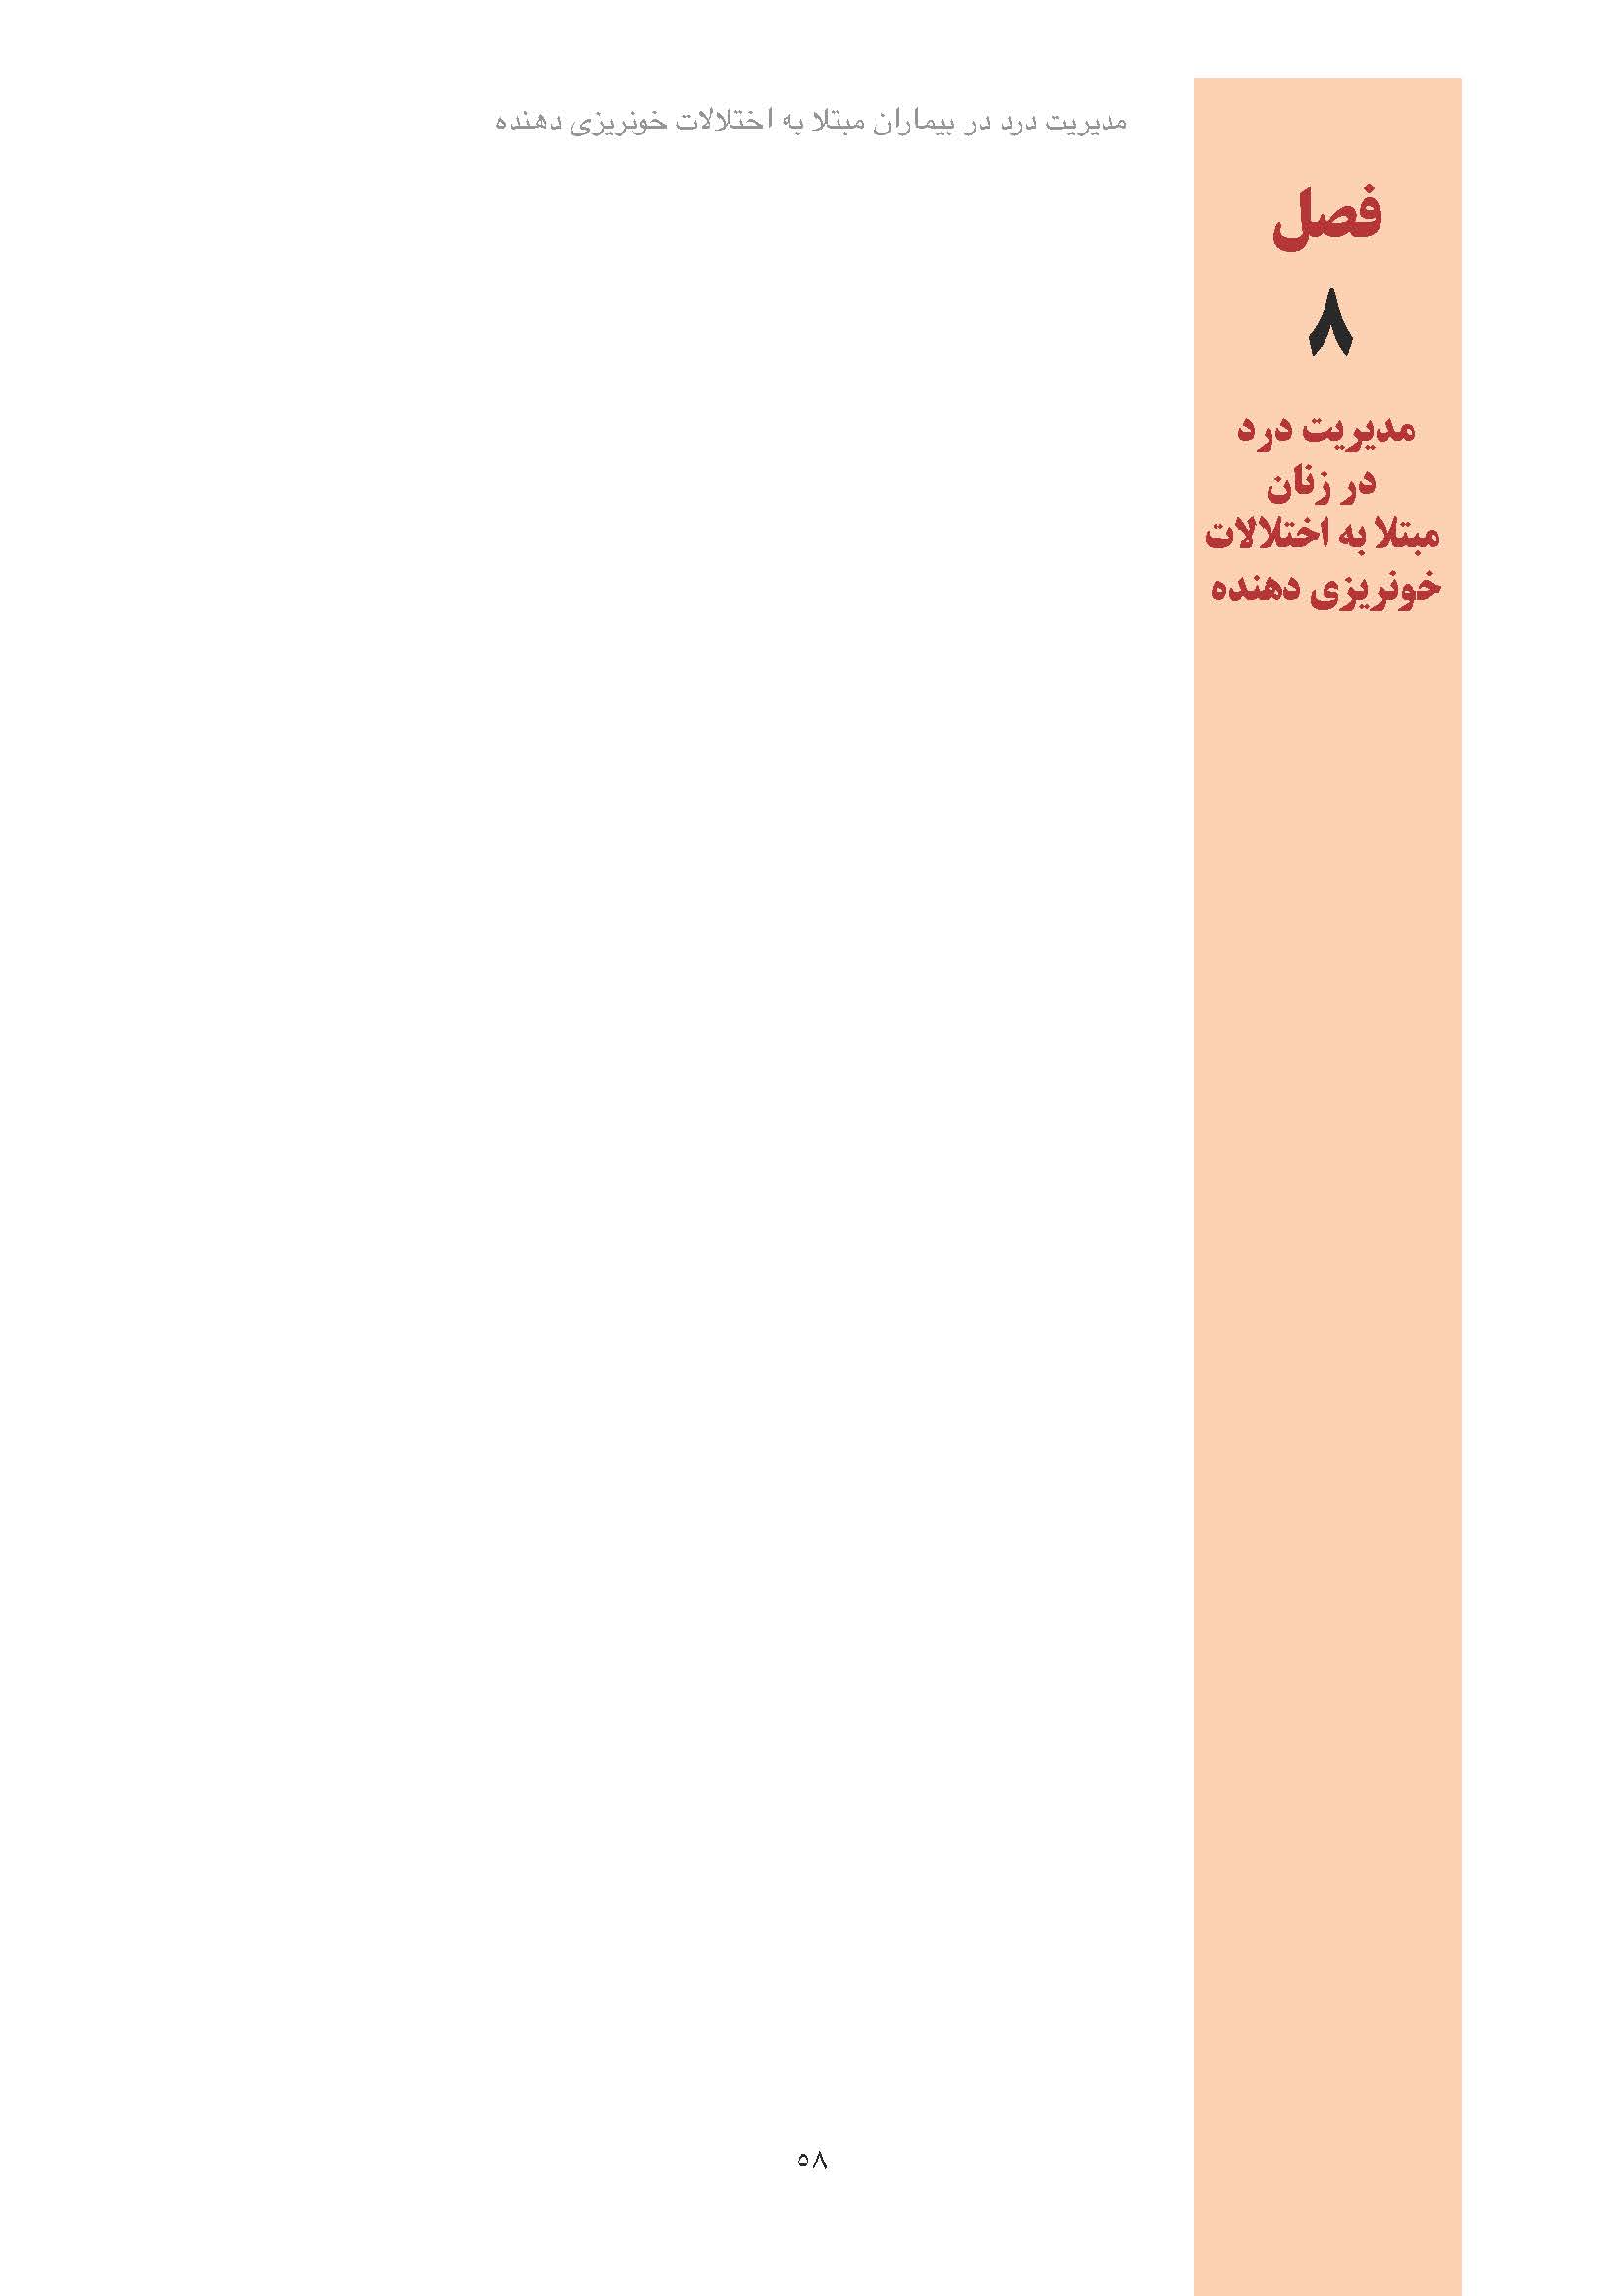 مدیریت درد در بیماران مبتلا به اختلالات خونریزی دهنده
فصل
۸
مدیریت درد
در زنان
مبتلا به اختلالات
خونریزی دهنده
۵۸